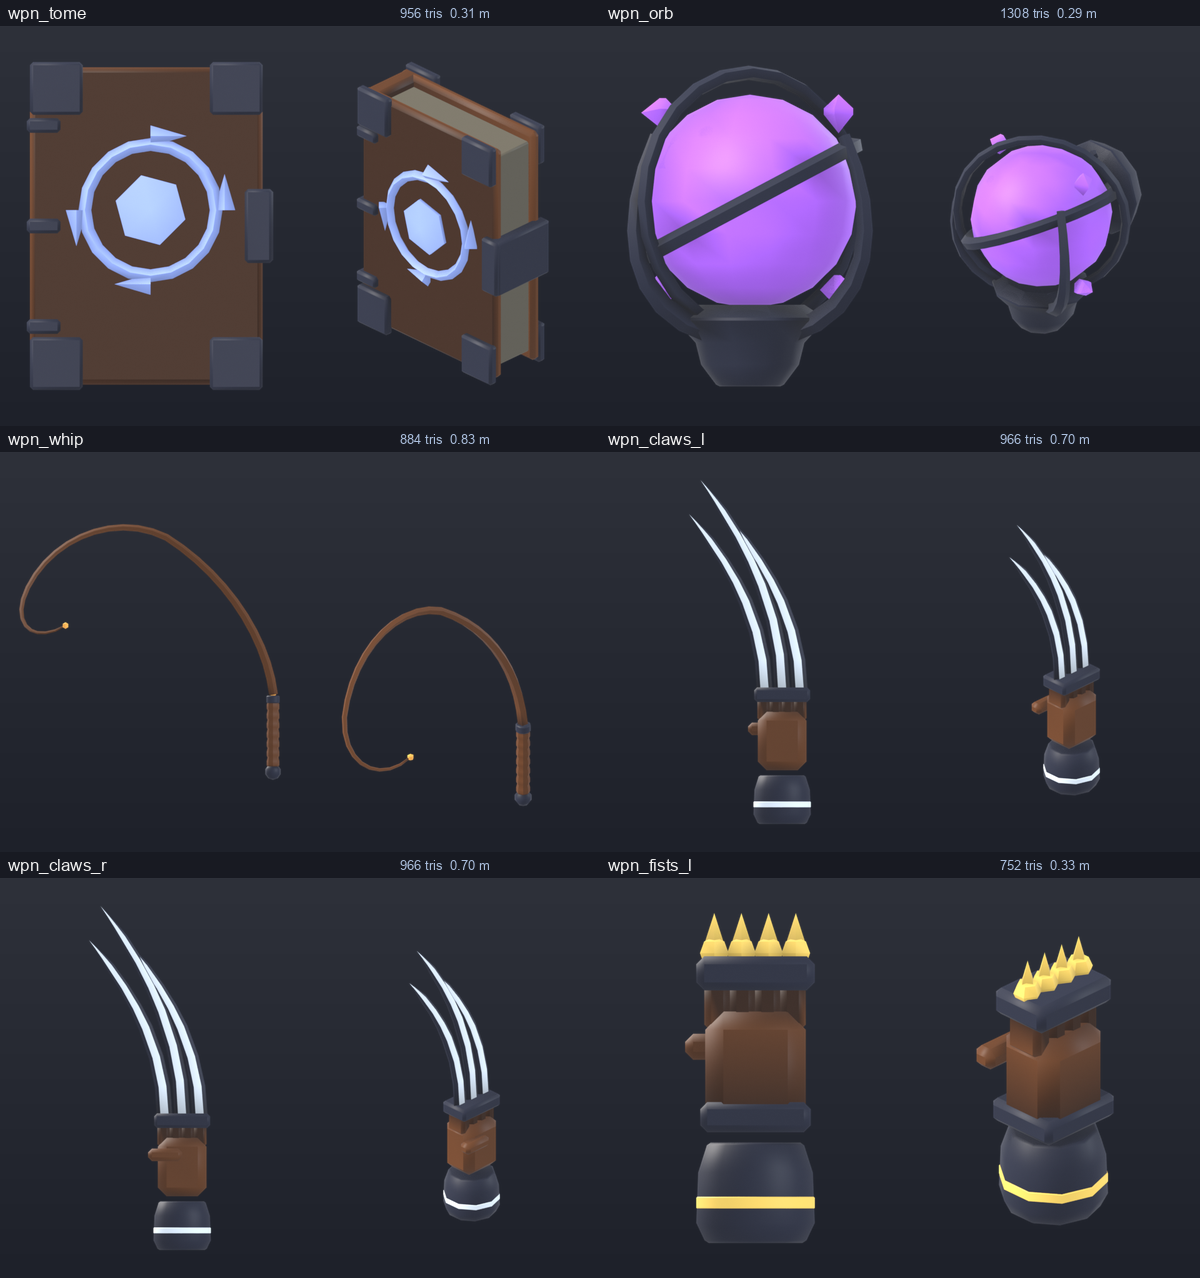 wpn_tome 956 tris 0.31 m
wpn_orb 1308 tris 0.29 m
wpn_whip 884 tris 0.83 m
wpn_claws_l 966 tris 0.70 m
wpn_claws_r 966 tris 0.70 m
wpn_fists_l 752 tris 0.33 m